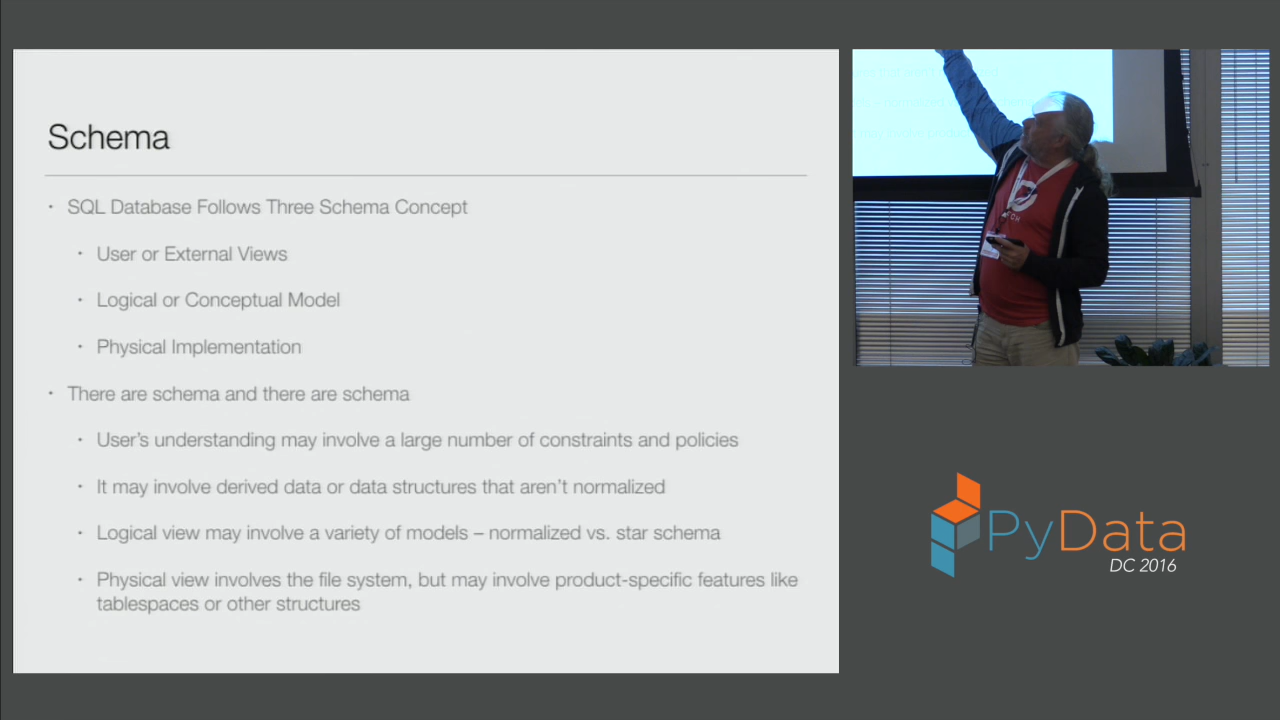 Schema
• SQL Database Follows Three Schema Concept
• User or External Views
• Logical or Conceptual Model
• Physical Implementation
• There are schema and there are schema
• User’s understanding may involve a large number of constraints and policies
• It may involve derived data or data structures that aren’t normalized
• Logical view may involve a variety of models – normalized vs. star schema
• Physical view involves the file system, but may involve product-specific features like
tablespaces or other structures
PyData
DC 2016